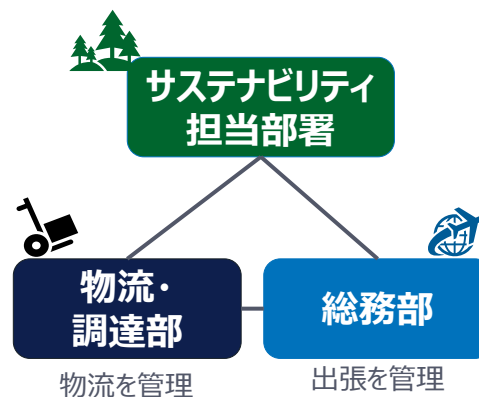 サステナビリティ
担当部署
物流・
調達部
総務部
物流を管理
出張を管理